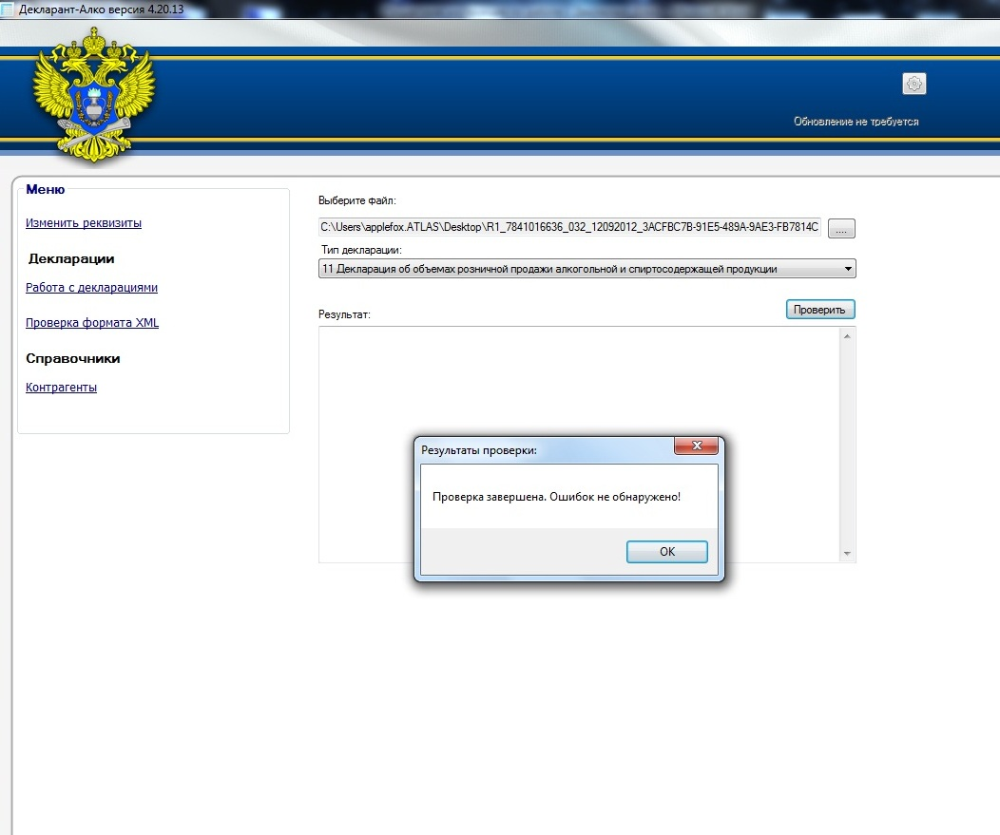 Декларант-Алко версия 4.20.13
Обновление не требуется
Меню
Изменить реквизиты
Декларации
Работа с декларациями
Проверка формата XML
Справочники
Контрагенты
Выберите файл:
C:\Users\applefox.ATLAS\Desktop\R1_7841016636_032_12092012_3ACFBC7B-91E5-489A-9AE3-FB7814C
....
Тип декларации:
11 Декларация об объемах розничной продажи алкогольной и спиртосодержащей продукции
Проверить
Результат:
Результаты проверки:
Проверка завершена. Ошибок не обнаружено!
OK